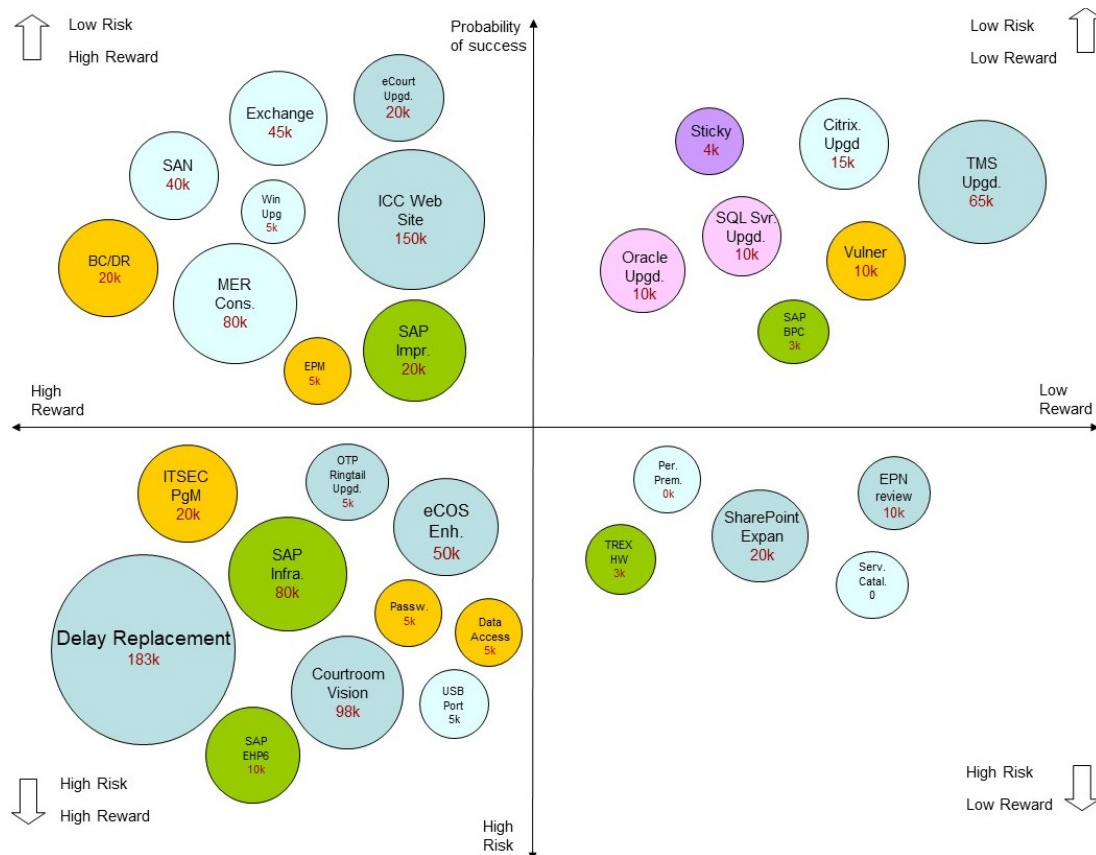 Low Risk
High Reward
Probability
of success
Low Risk
Low Reward
eCourt
Upgd.
20k
Exchange
45k
SAN
40k
Win
Upg
5k
ICC Web
Site
150k
BC/DR
20k
MER
Cons.
80k
SAP
Impr.
20k
EPM
5k
Sticky
4k
Citrix.
Upgd
15k
TMS
Upgd.
65k
SQL Svr.
Upgd.
10k
Oracle
Upgd.
10k
Vulner
10k
SAP
BPC
3k
High
Reward
Low
Reward
ITSEC
PgM
20k
OTP
Ringtail
Upgd.
5k
eCOS
Enh.
50k
SAP
Infra.
80k
Passw.
5k
Data
Access
5k
Delay Replacement
183k
Courtroom
Vision
98k
USB
Port
5k
SAP
EHP6
10k
Per.
Prem.
0k
EPN
review
10k
SharePoint
Expan
20k
TREX
HW
3k
Serv.
Catal.
0
High Risk
High Reward
High
Risk
High Risk
Low Reward